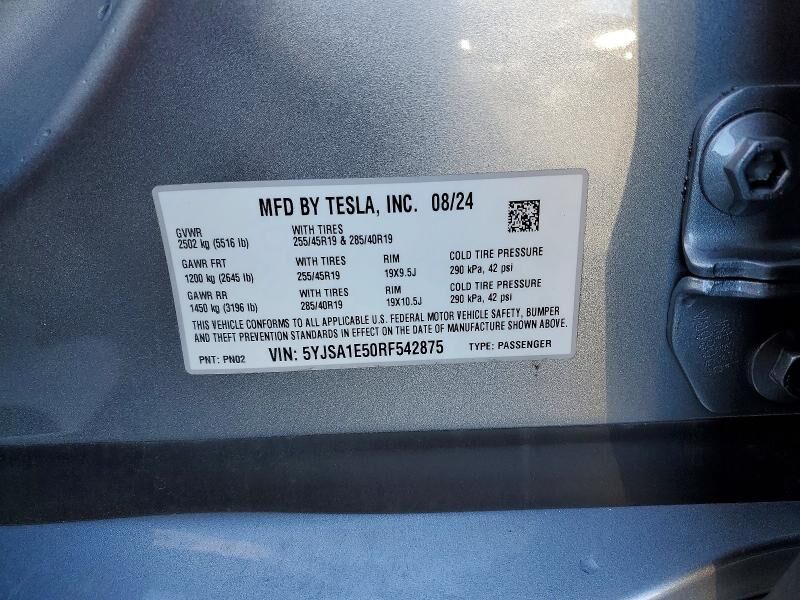 MFD BY TESLA, INC. 08/24
GVWR WITH TIRES
2502 kg (5516 lb) 255/45R19 & 285/40R19
GAWR FRT WITH TIRES RIM COLD TIRE PRESSURE
1200 kg (2645 lb) 255/45R19 19X9.5J 290 kPa, 42 psi
GAWR RR WITH TIRES RIM COLD TIRE PRESSURE
1450 kg (3196 lb) 285/40R19 19X10.5J 290 kPa, 42 psi
THIS VEHICLE CONFORMS TO ALL APPLICABLE U.S. FEDERAL MOTOR VEHICLE SAFETY, BUMPER
AND THEFT PREVENTION STANDARDS IN EFFECT ON THE DATE OF MANUFACTURE SHOWN ABOVE.
PNT: PN02 VIN: 5YJSA1E50RF542875 TYPE: PASSENGER